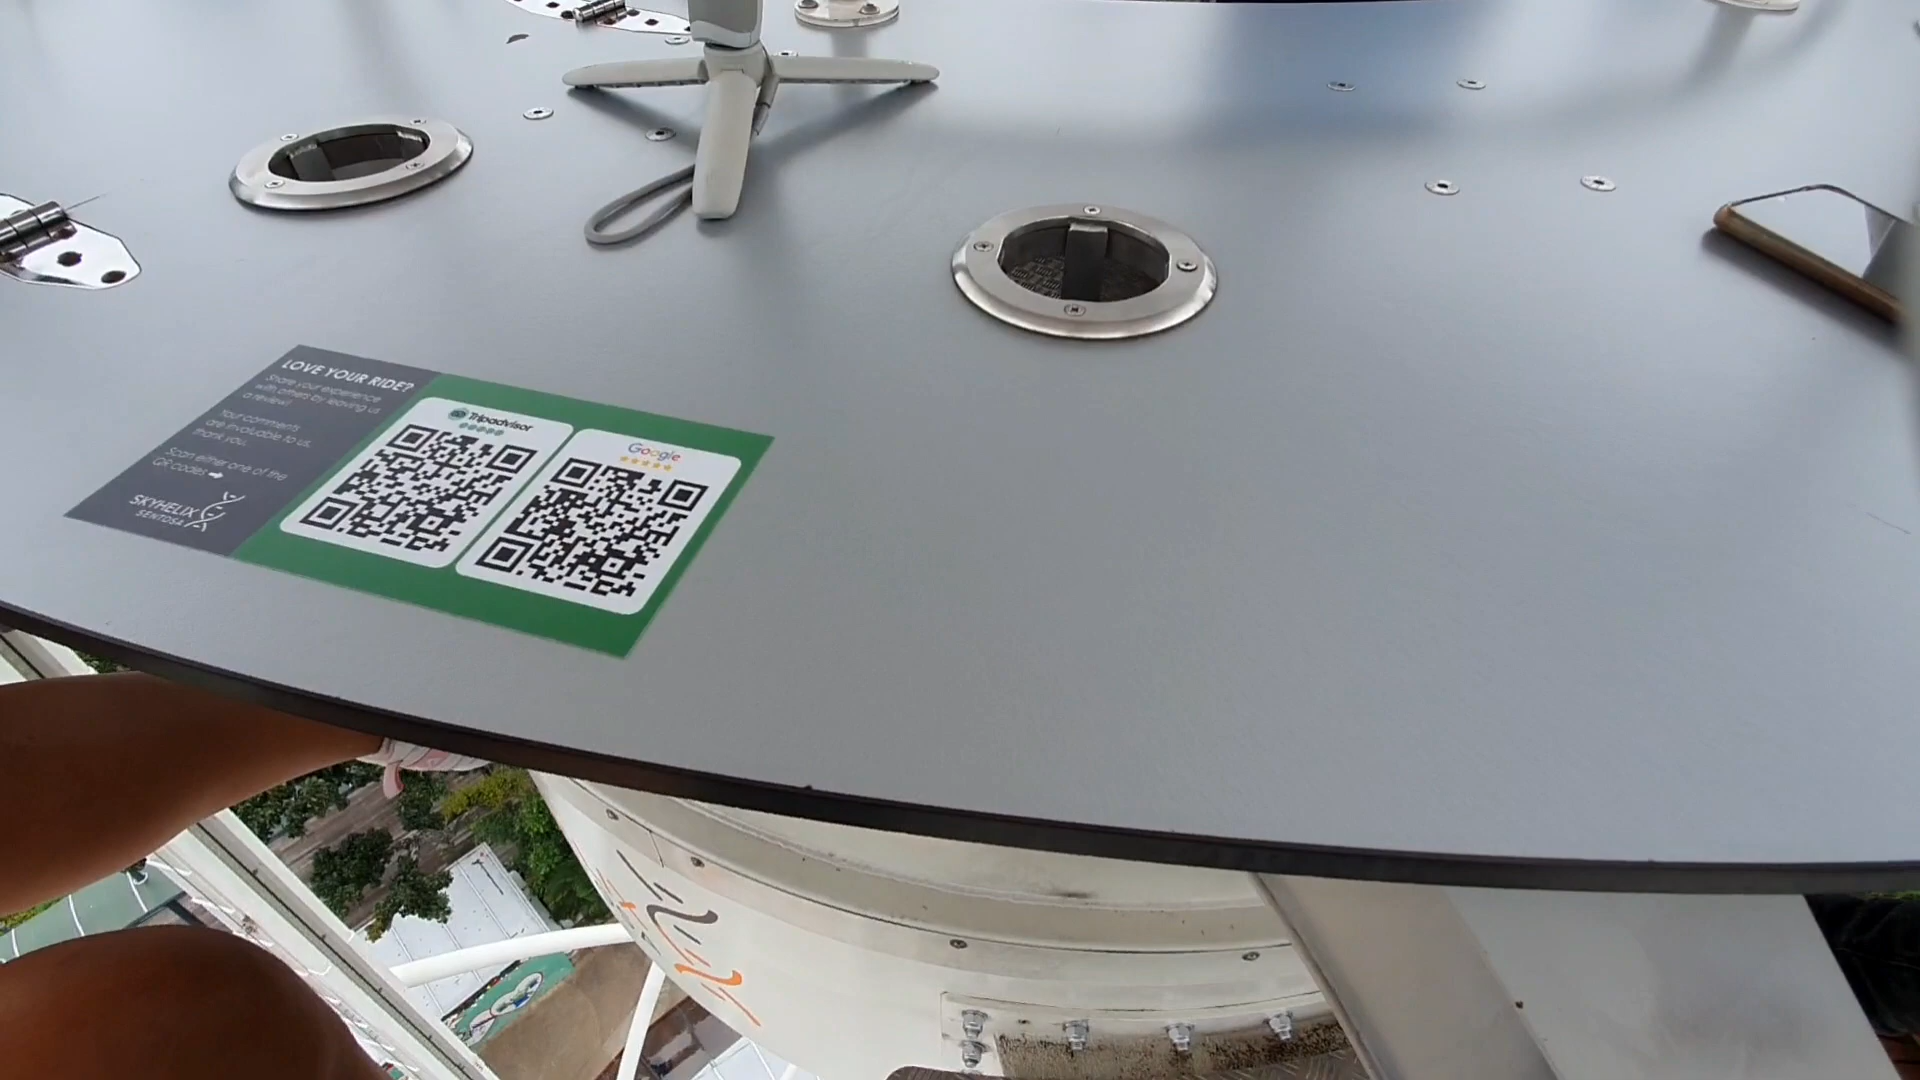 LOVE YOUR RIDE?
Share your experience
with others by leaving us
a review!
Your comments
are invaluable to us,
thank you.
Scan either one of the
QR codes
SKYHELIX
SENTOSA
Tripadvisor
Google